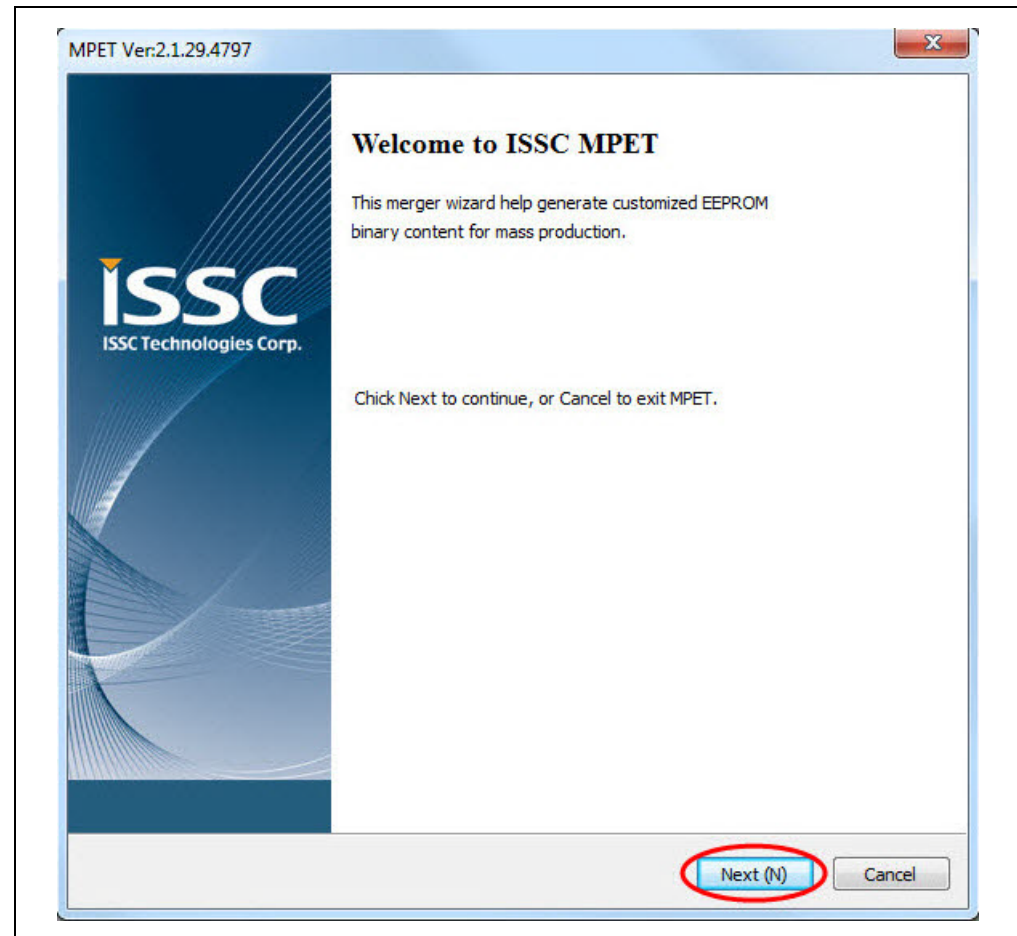 MPET Ver:2.1.29.4797
Welcome to ISSC MPET
This merger wizard help generate customized EEPROM
binary content for mass production.
ISSC
ISSC Technologies Corp.
Chick Next to continue, or Cancel to exit MPET.
Next (N)
Cancel